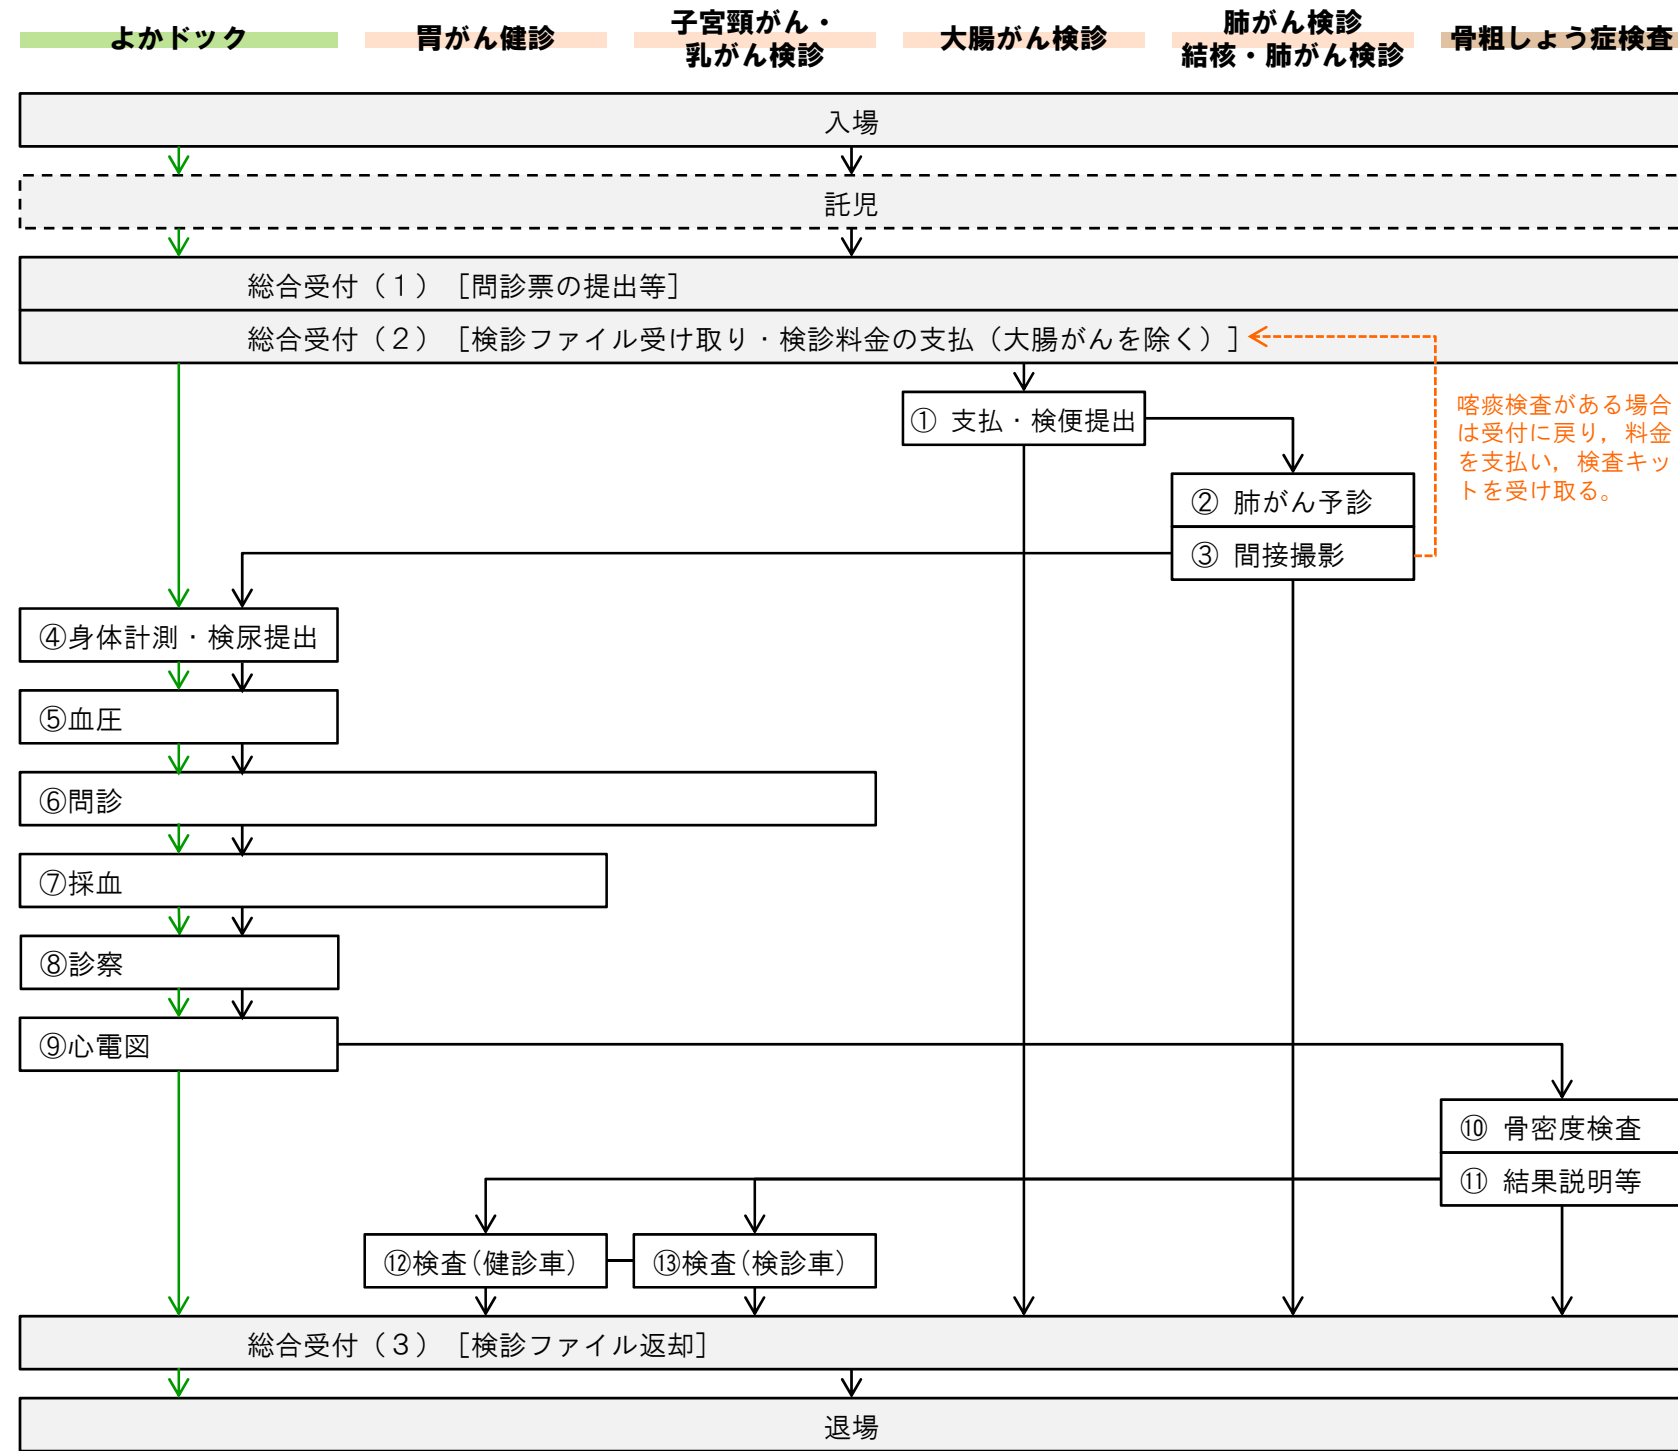 よかドック
胃がん健診
子宮頸がん・
乳がん検診
大腸がん検診
肺がん検診
結核・肺がん検診
骨粗しょう症検査
入場
託児
総合受付（１）［問診票の提出等］
総合受付（２）［検診ファイル受け取り・検診料金の支払（大腸がんを除く）］
① 支払・検便提出
喀痰検査がある場合
は受付に戻り，料金
を支払い，検査キッ
トを受け取る。
② 肺がん予診
③ 間接撮影
④身体計測・検尿提出
⑤血圧
⑥問診
⑦採血
⑧診察
⑨心電図
⑩ 骨密度検査
⑪ 結果説明等
⑫検査(健診車)
⑬検査(検診車)
総合受付（３）［検診ファイル返却］
退場